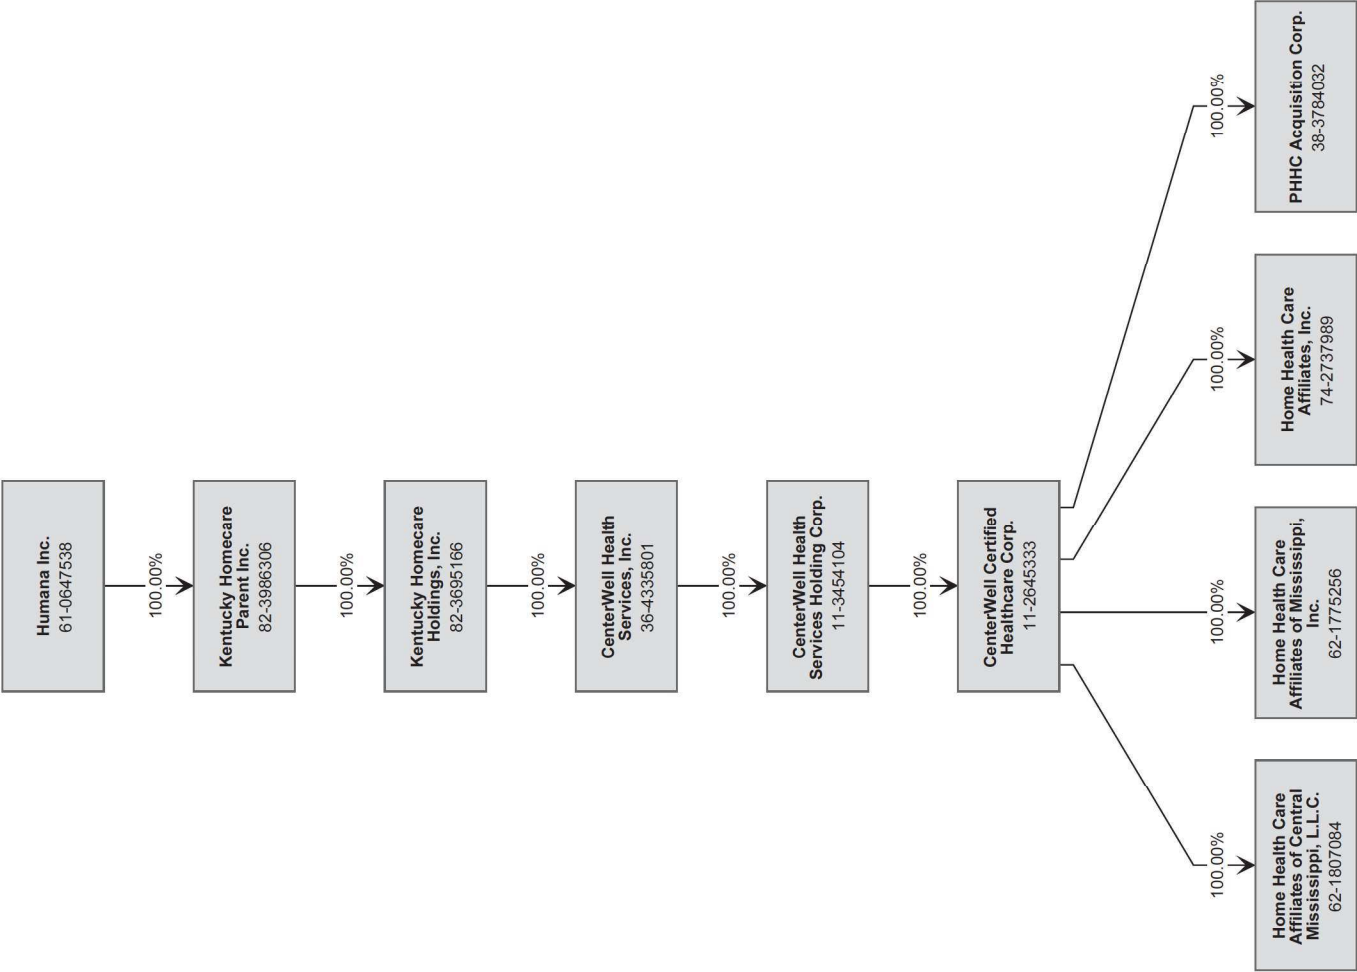 Humana Inc.
61-0647538
100.00%
Kentucky Homecare
Parent Inc.
82-3986306
100.00%
Kentucky Homecare
Holdings, Inc.
82-3695166
100.00%
CenterWell Health
Services, Inc.
36-4335801
100.00%
CenterWell Health
Services Holding Corp.
11-3454104
100.00%
CenterWell Certified
Healthcare Corp.
11-2645333
100.00%
100.00%
100.00%
100.00%
Home Health Care
Affiliates of Central
Mississippi, L.L.C.
62-1807084
Home Health Care
Affiliates of Mississippi,
Inc.
62-1775256
Home Health Care
Affiliates, Inc.
74-2737989
PHHC Acquisition Corp.
38-3784032